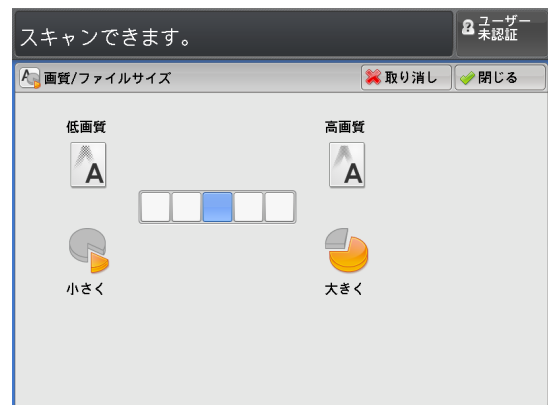 スキャンできます。
ユーザー
未認証
画質/ファイルサイズ
取り消し
閉じる
低画質
高画質
A
A
小さく
大きく